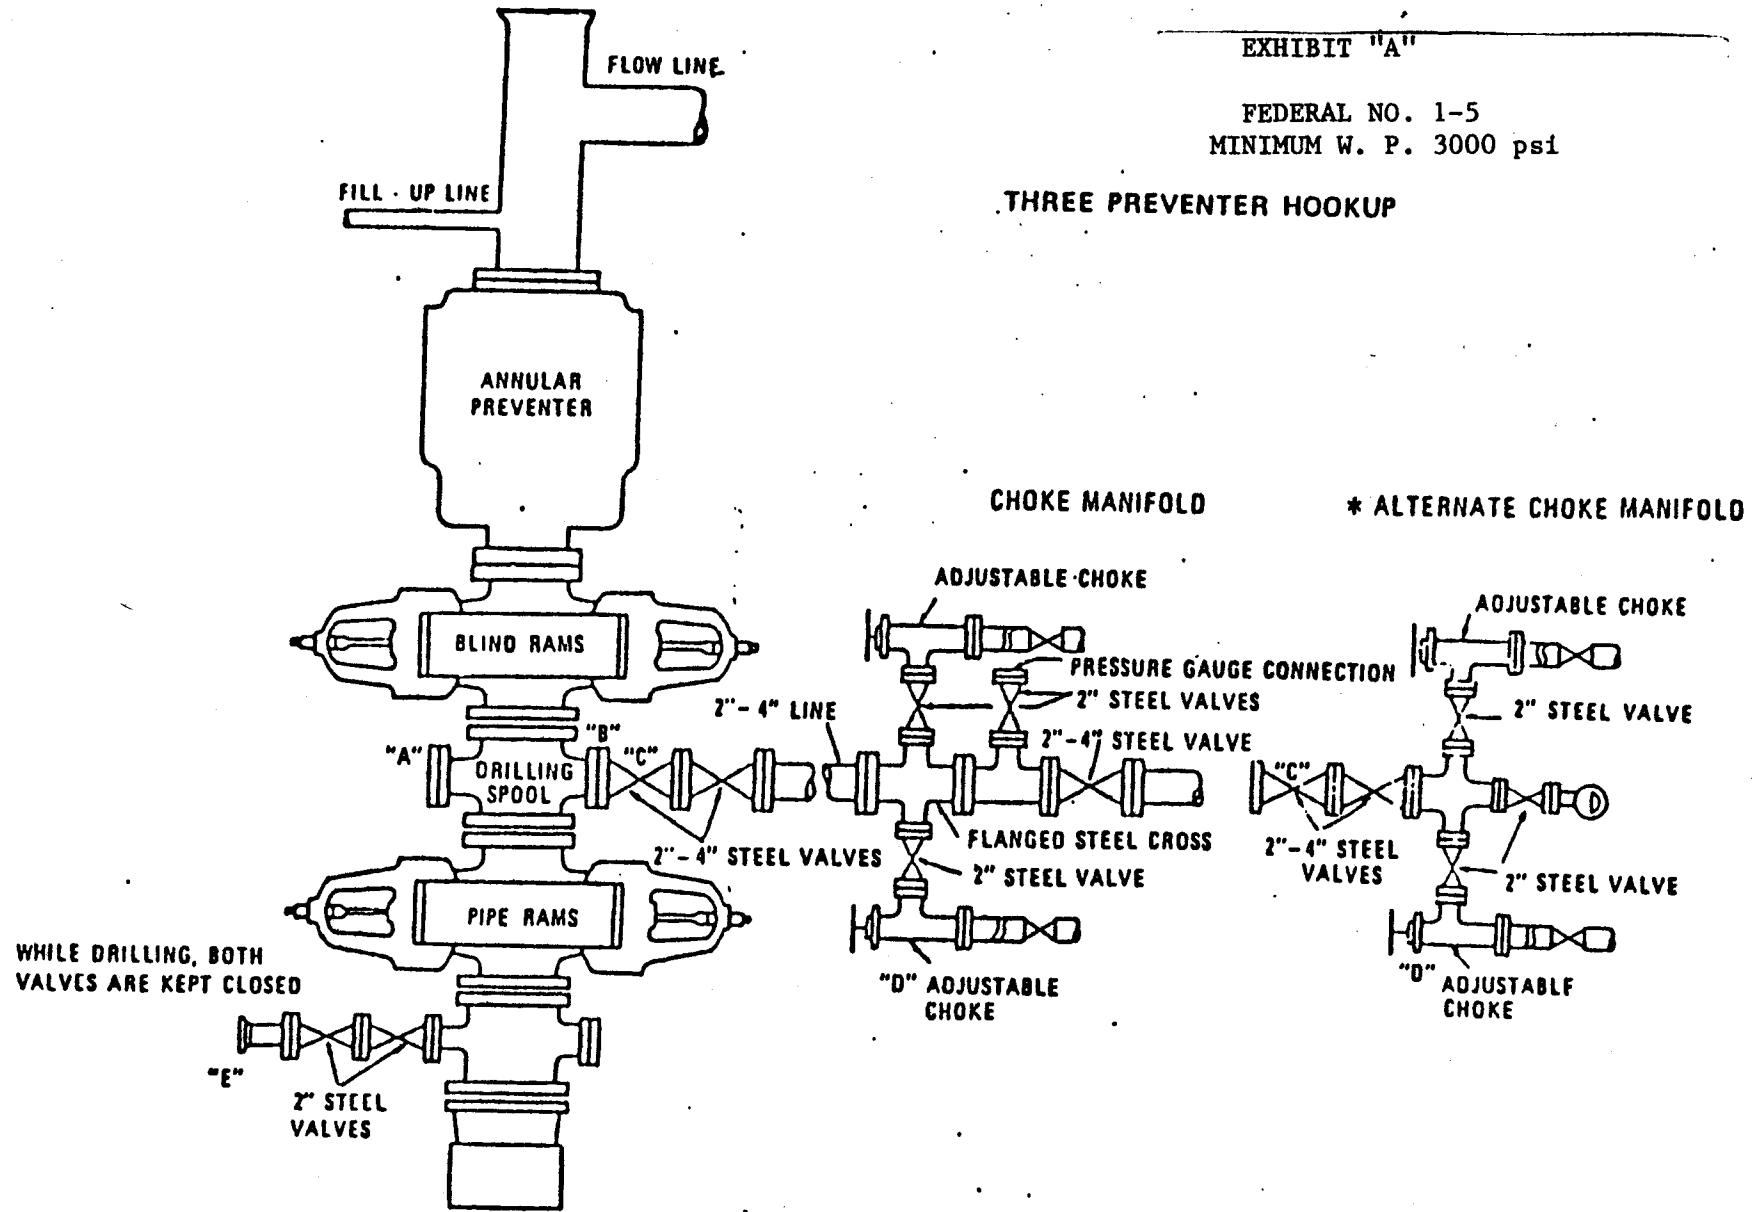 EXHIBIT "A"
FEDERAL NO. 1-5
MINIMUM W. P. 3000 psi
THREE PREVENTER HOOKUP
FLOW LINE
FILL - UP LINE
ANNULAR
PREVENTER
BLIND RAMS
"A"
"B"
"C"
DRILLING
SPOOL
2"-4" LINE
2"-4" STEEL VALVES
PIPE RAMS
WHILE DRILLING, BOTH
VALVES ARE KEPT CLOSED
"E"
2" STEEL
VALVES
CHOKE MANIFOLD
ADJUSTABLE CHOKE
PRESSURE GAUGE CONNECTION
2" STEEL VALVES
2"-4" STEEL VALVE
FLANGED STEEL CROSS
2" STEEL VALVE
"D" ADJUSTABLE
CHOKE
* ALTERNATE CHOKE MANIFOLD
ADJUSTABLE CHOKE
2" STEEL VALVE
"C"
2"-4" STEEL
VALVES
2" STEEL VALVE
"D" ADJUSTABLE
CHOKE